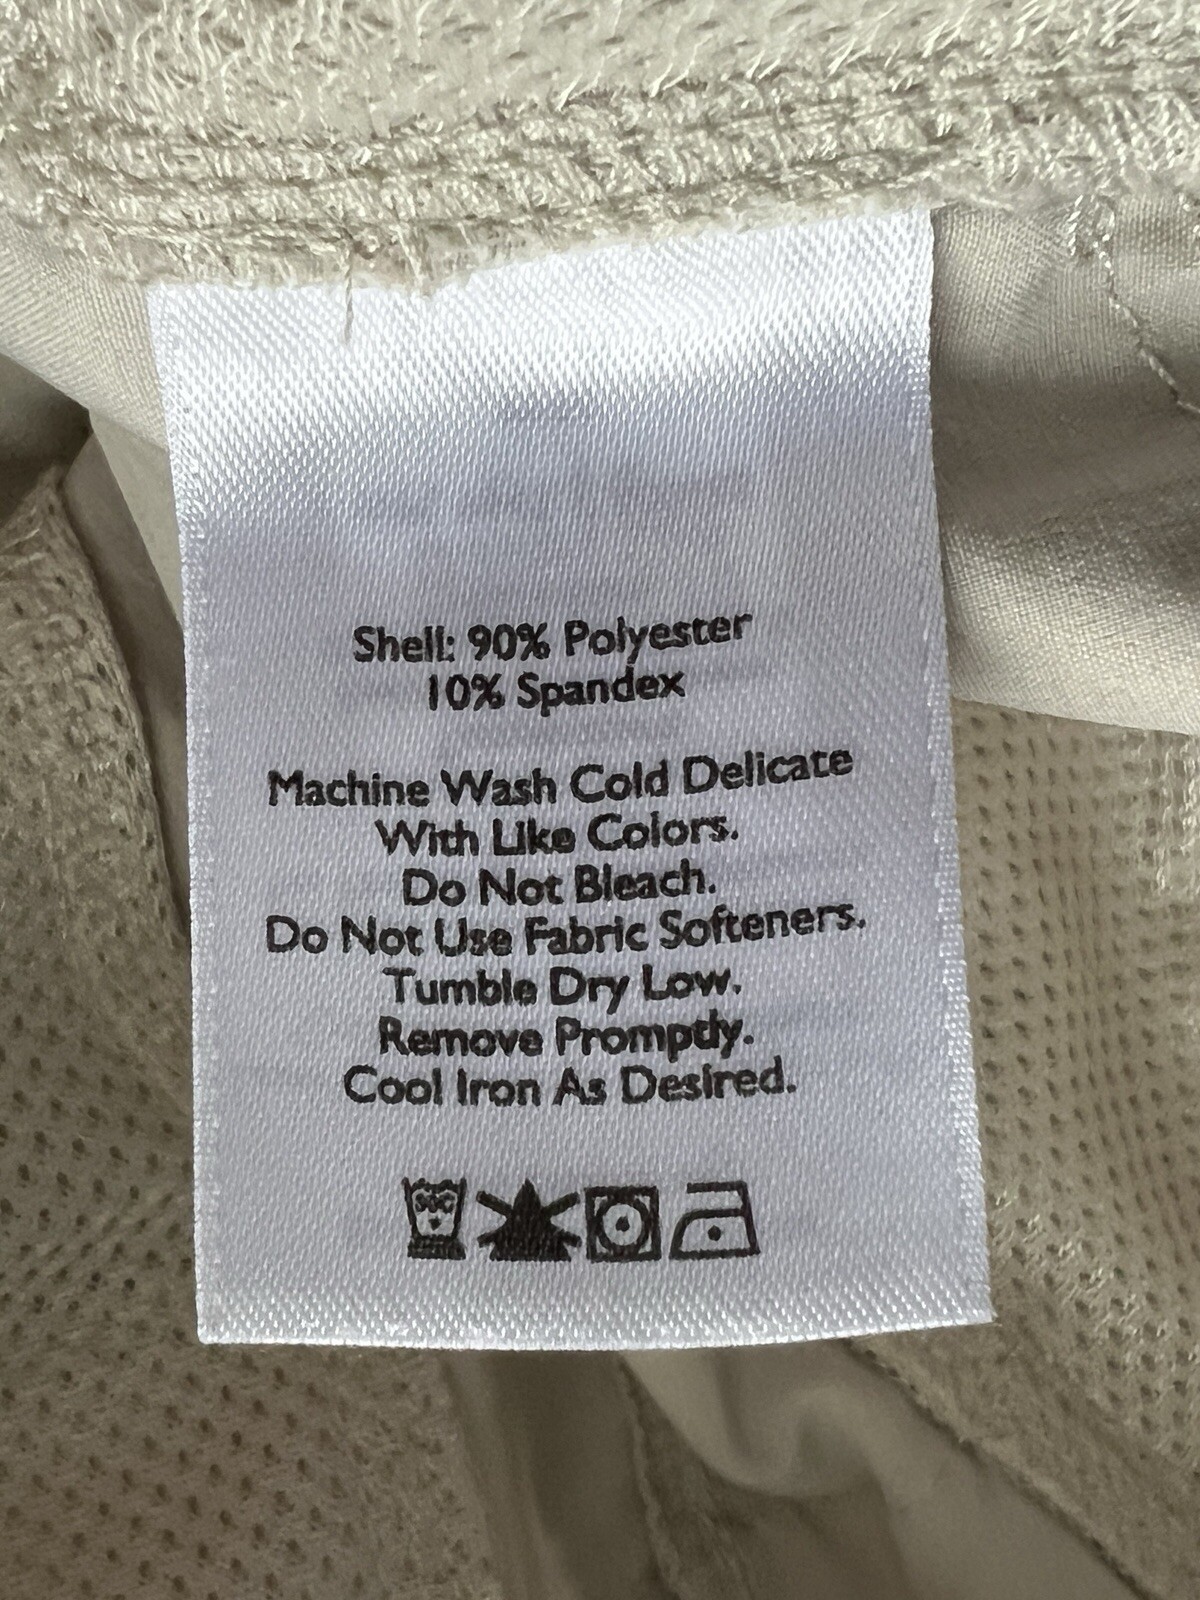 Shell: 90% Polyester
10% Spandex
Machine Wash Cold Delicate
With Like Colors.
Do Not Bleach.
Do Not Use Fabric Softeners.
Tumble Dry Low.
Remove Promptly.
Cool Iron As Desired.